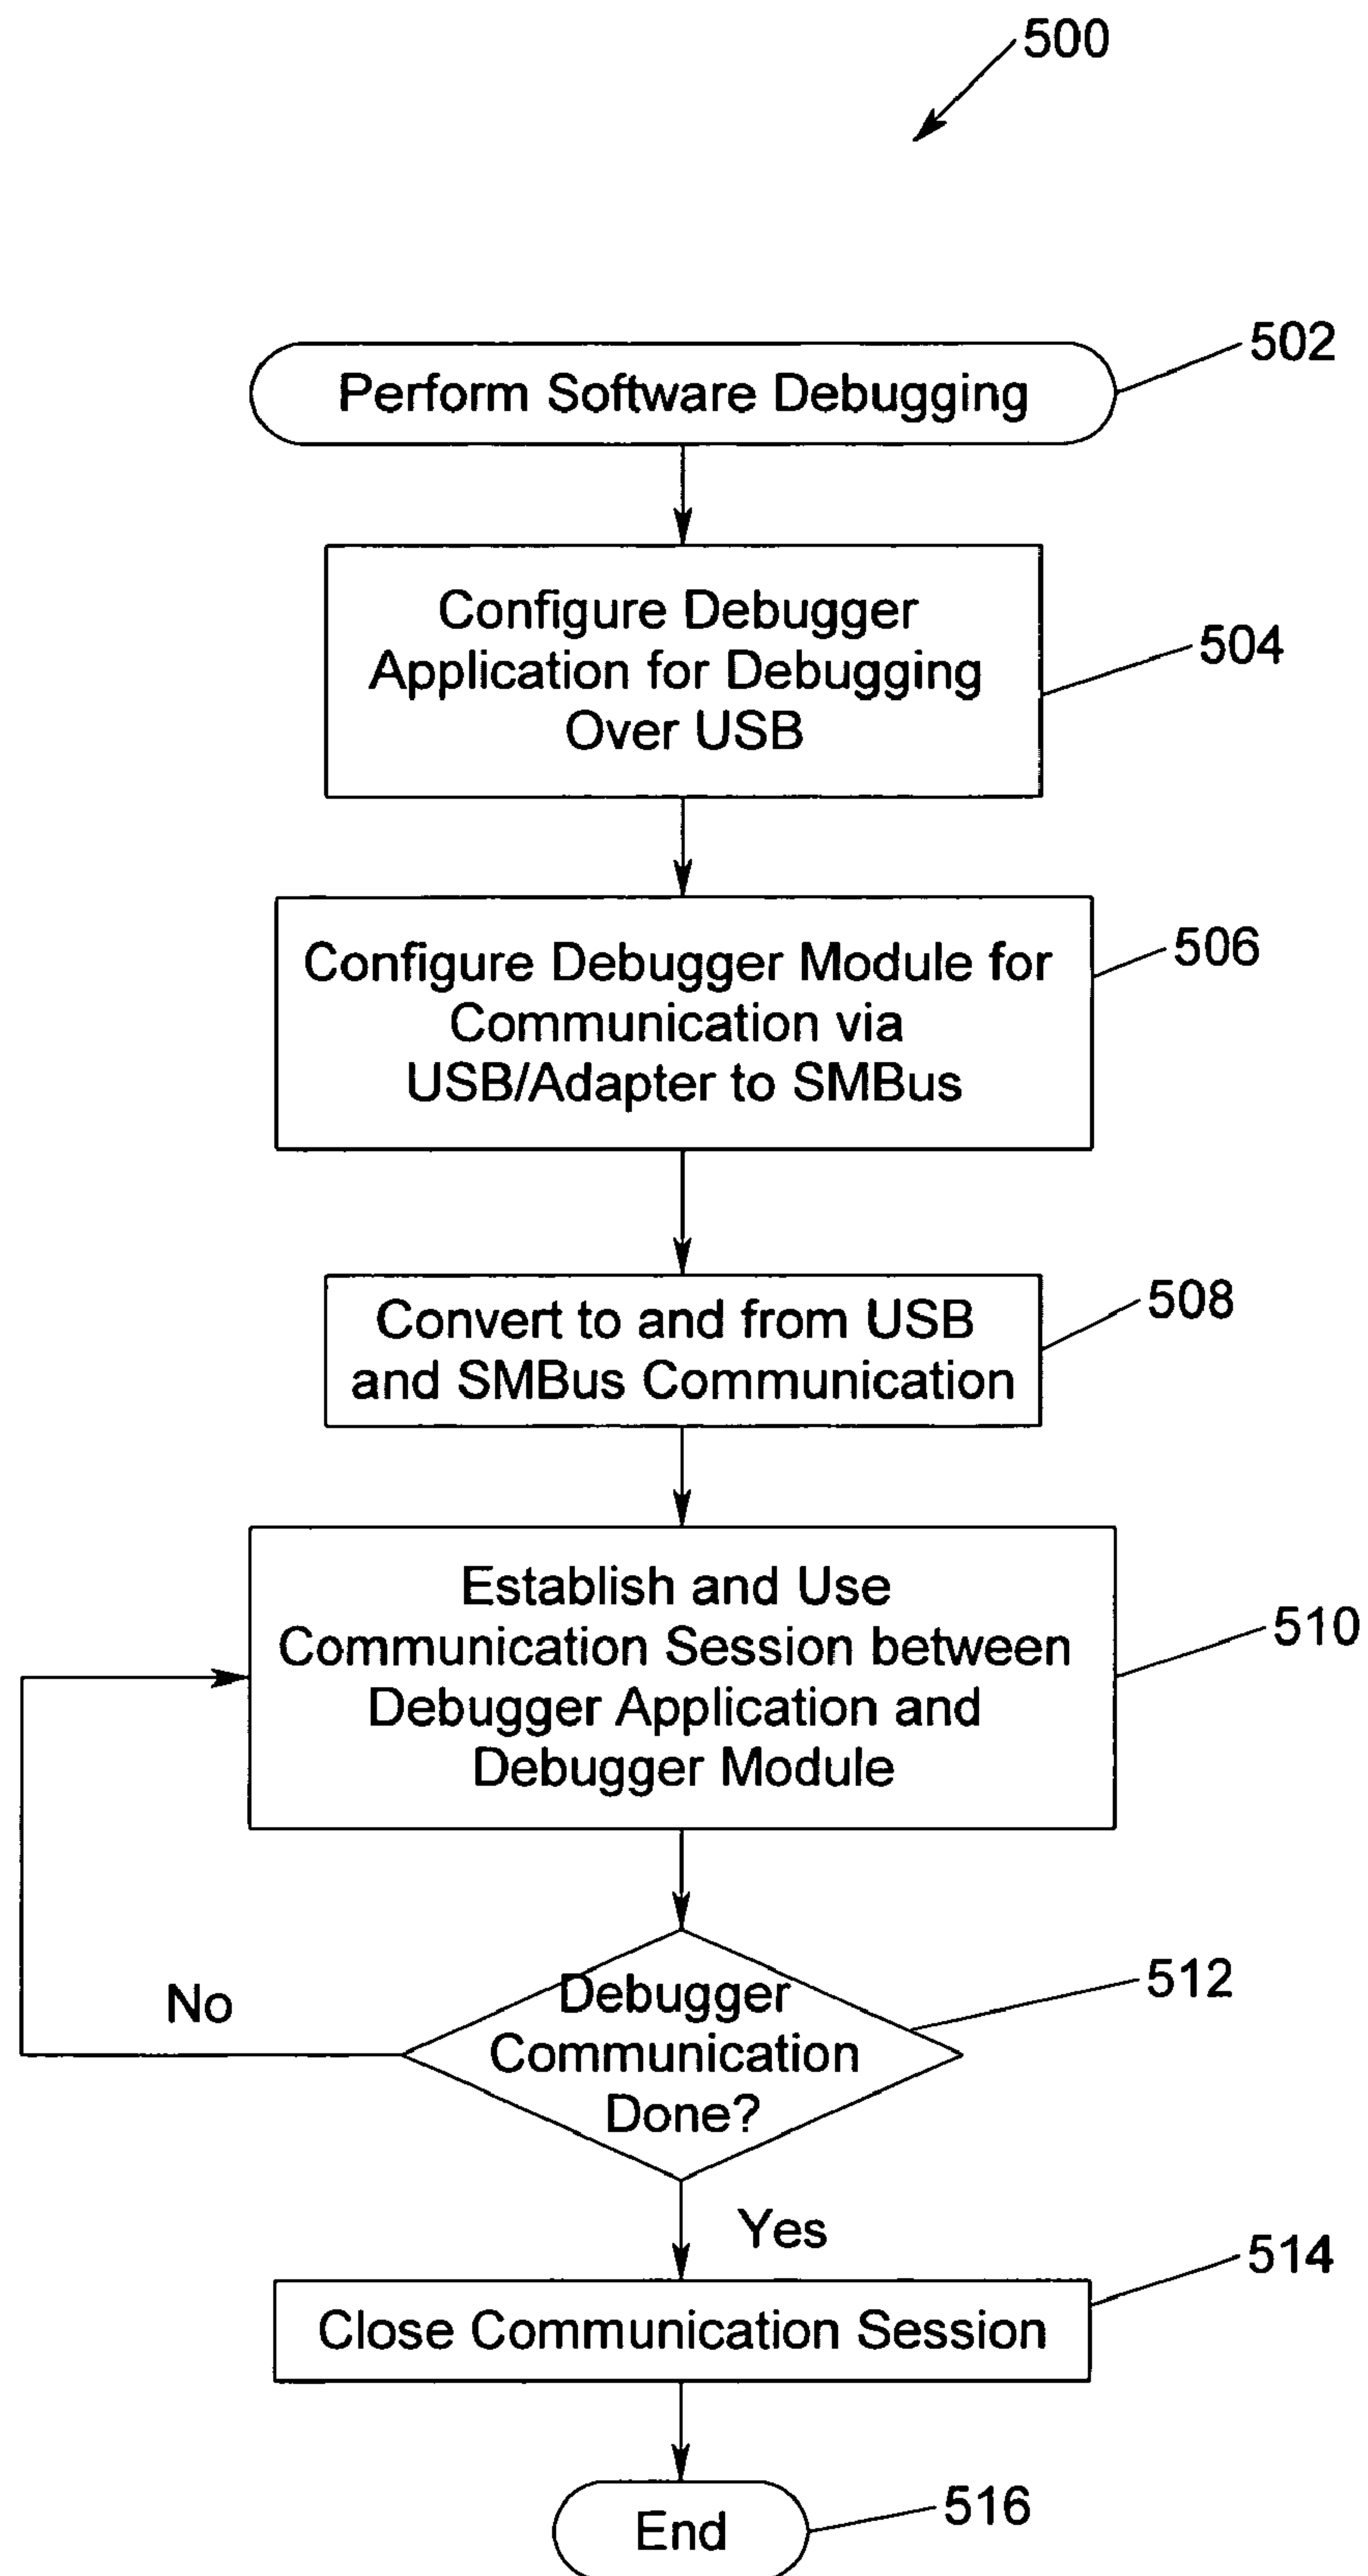 500
502
Perform Software Debugging
Configure Debugger
Application for Debugging
Over USB
504
Configure Debugger Module for
Communication via
USB/Adapter to SMBus
506
Convert to and from USB
and SMBus Communication
508
Establish and Use
Communication Session between
Debugger Application and
Debugger Module
510
Debugger
Communication
Done?
512
No
Yes
514
Close Communication Session
End
516